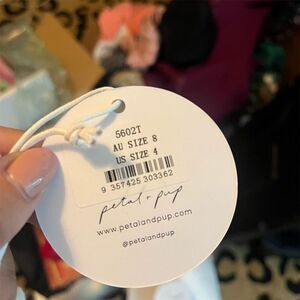 5602T
AU SIZE 8
US SIZE 4
9 357425 303362
petal + pup
www.petalandpup.com
@petalandpup